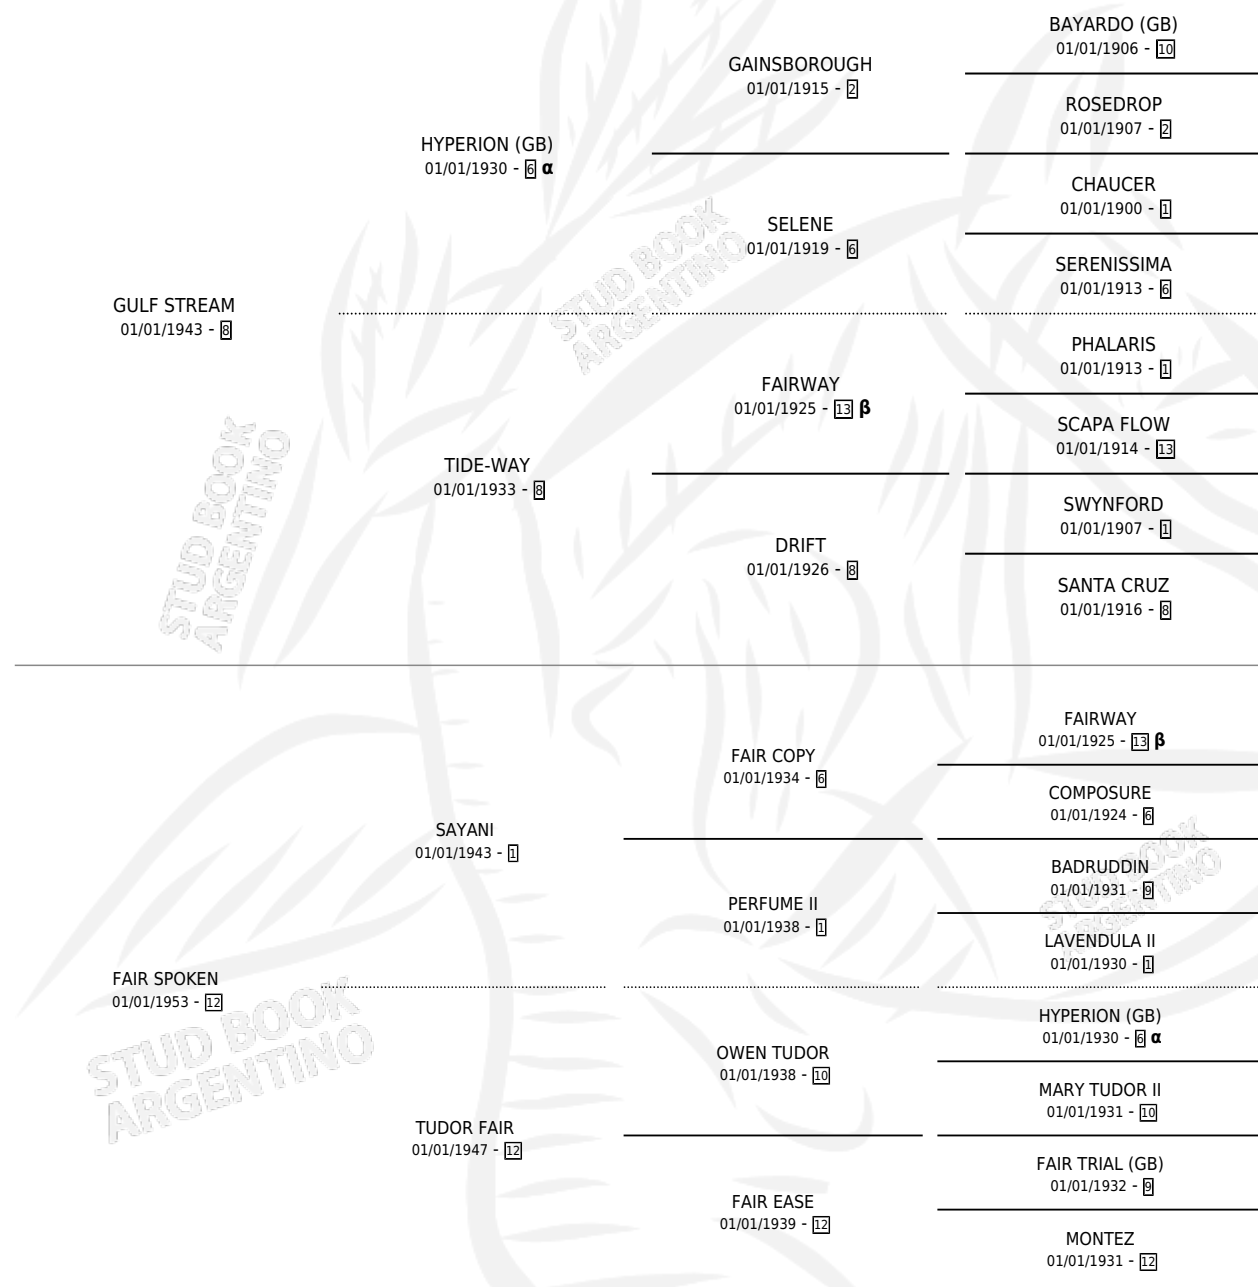 BAYARDO (GB)
01/01/1906 - 10
GAINSBOROUGH
01/01/1915 - 2
ROSEDROP
01/01/1907 - 2
HYPERION (GB)
01/01/1930 - 6 α
CHAUCER
01/01/1900 - 1
SELENE
01/01/1919 - 6
SERENISSIMA
01/01/1913 - 6
GULF STREAM
01/01/1943 - 8
PHALARIS
01/01/1913 - 1
FAIRWAY
01/01/1925 - 13 β
SCAPA FLOW
01/01/1914 - 13
TIDE-WAY
01/01/1933 - 8
SWYNFORD
01/01/1907 - 1
DRIFT
01/01/1926 - 8
SANTA CRUZ
01/01/1916 - 8
FAIRWAY
01/01/1925 - 13 β
FAIR COPY
01/01/1934 - 6
COMPOSURE
01/01/1924 - 6
SAYANI
01/01/1943 - 1
BADRUDDIN
01/01/1931 - 9
PERFUME II
01/01/1938 - 1
LAVENDULA II
01/01/1930 - 1
FAIR SPOKEN
01/01/1953 - 12
HYPERION (GB)
01/01/1930 - 6 α
OWEN TUDOR
01/01/1938 - 10
MARY TUDOR II
01/01/1931 - 10
TUDOR FAIR
01/01/1947 - 12
FAIR TRIAL (GB)
01/01/1932 - 9
FAIR EASE
01/01/1939 - 12
MONTEZ
01/01/1931 - 12
STUD BOOK
ARGENTINO
STUD BOOK
ARGENTINO
STUD BOOK
ARGENTINO
STUD BOOK
ARGENTINO